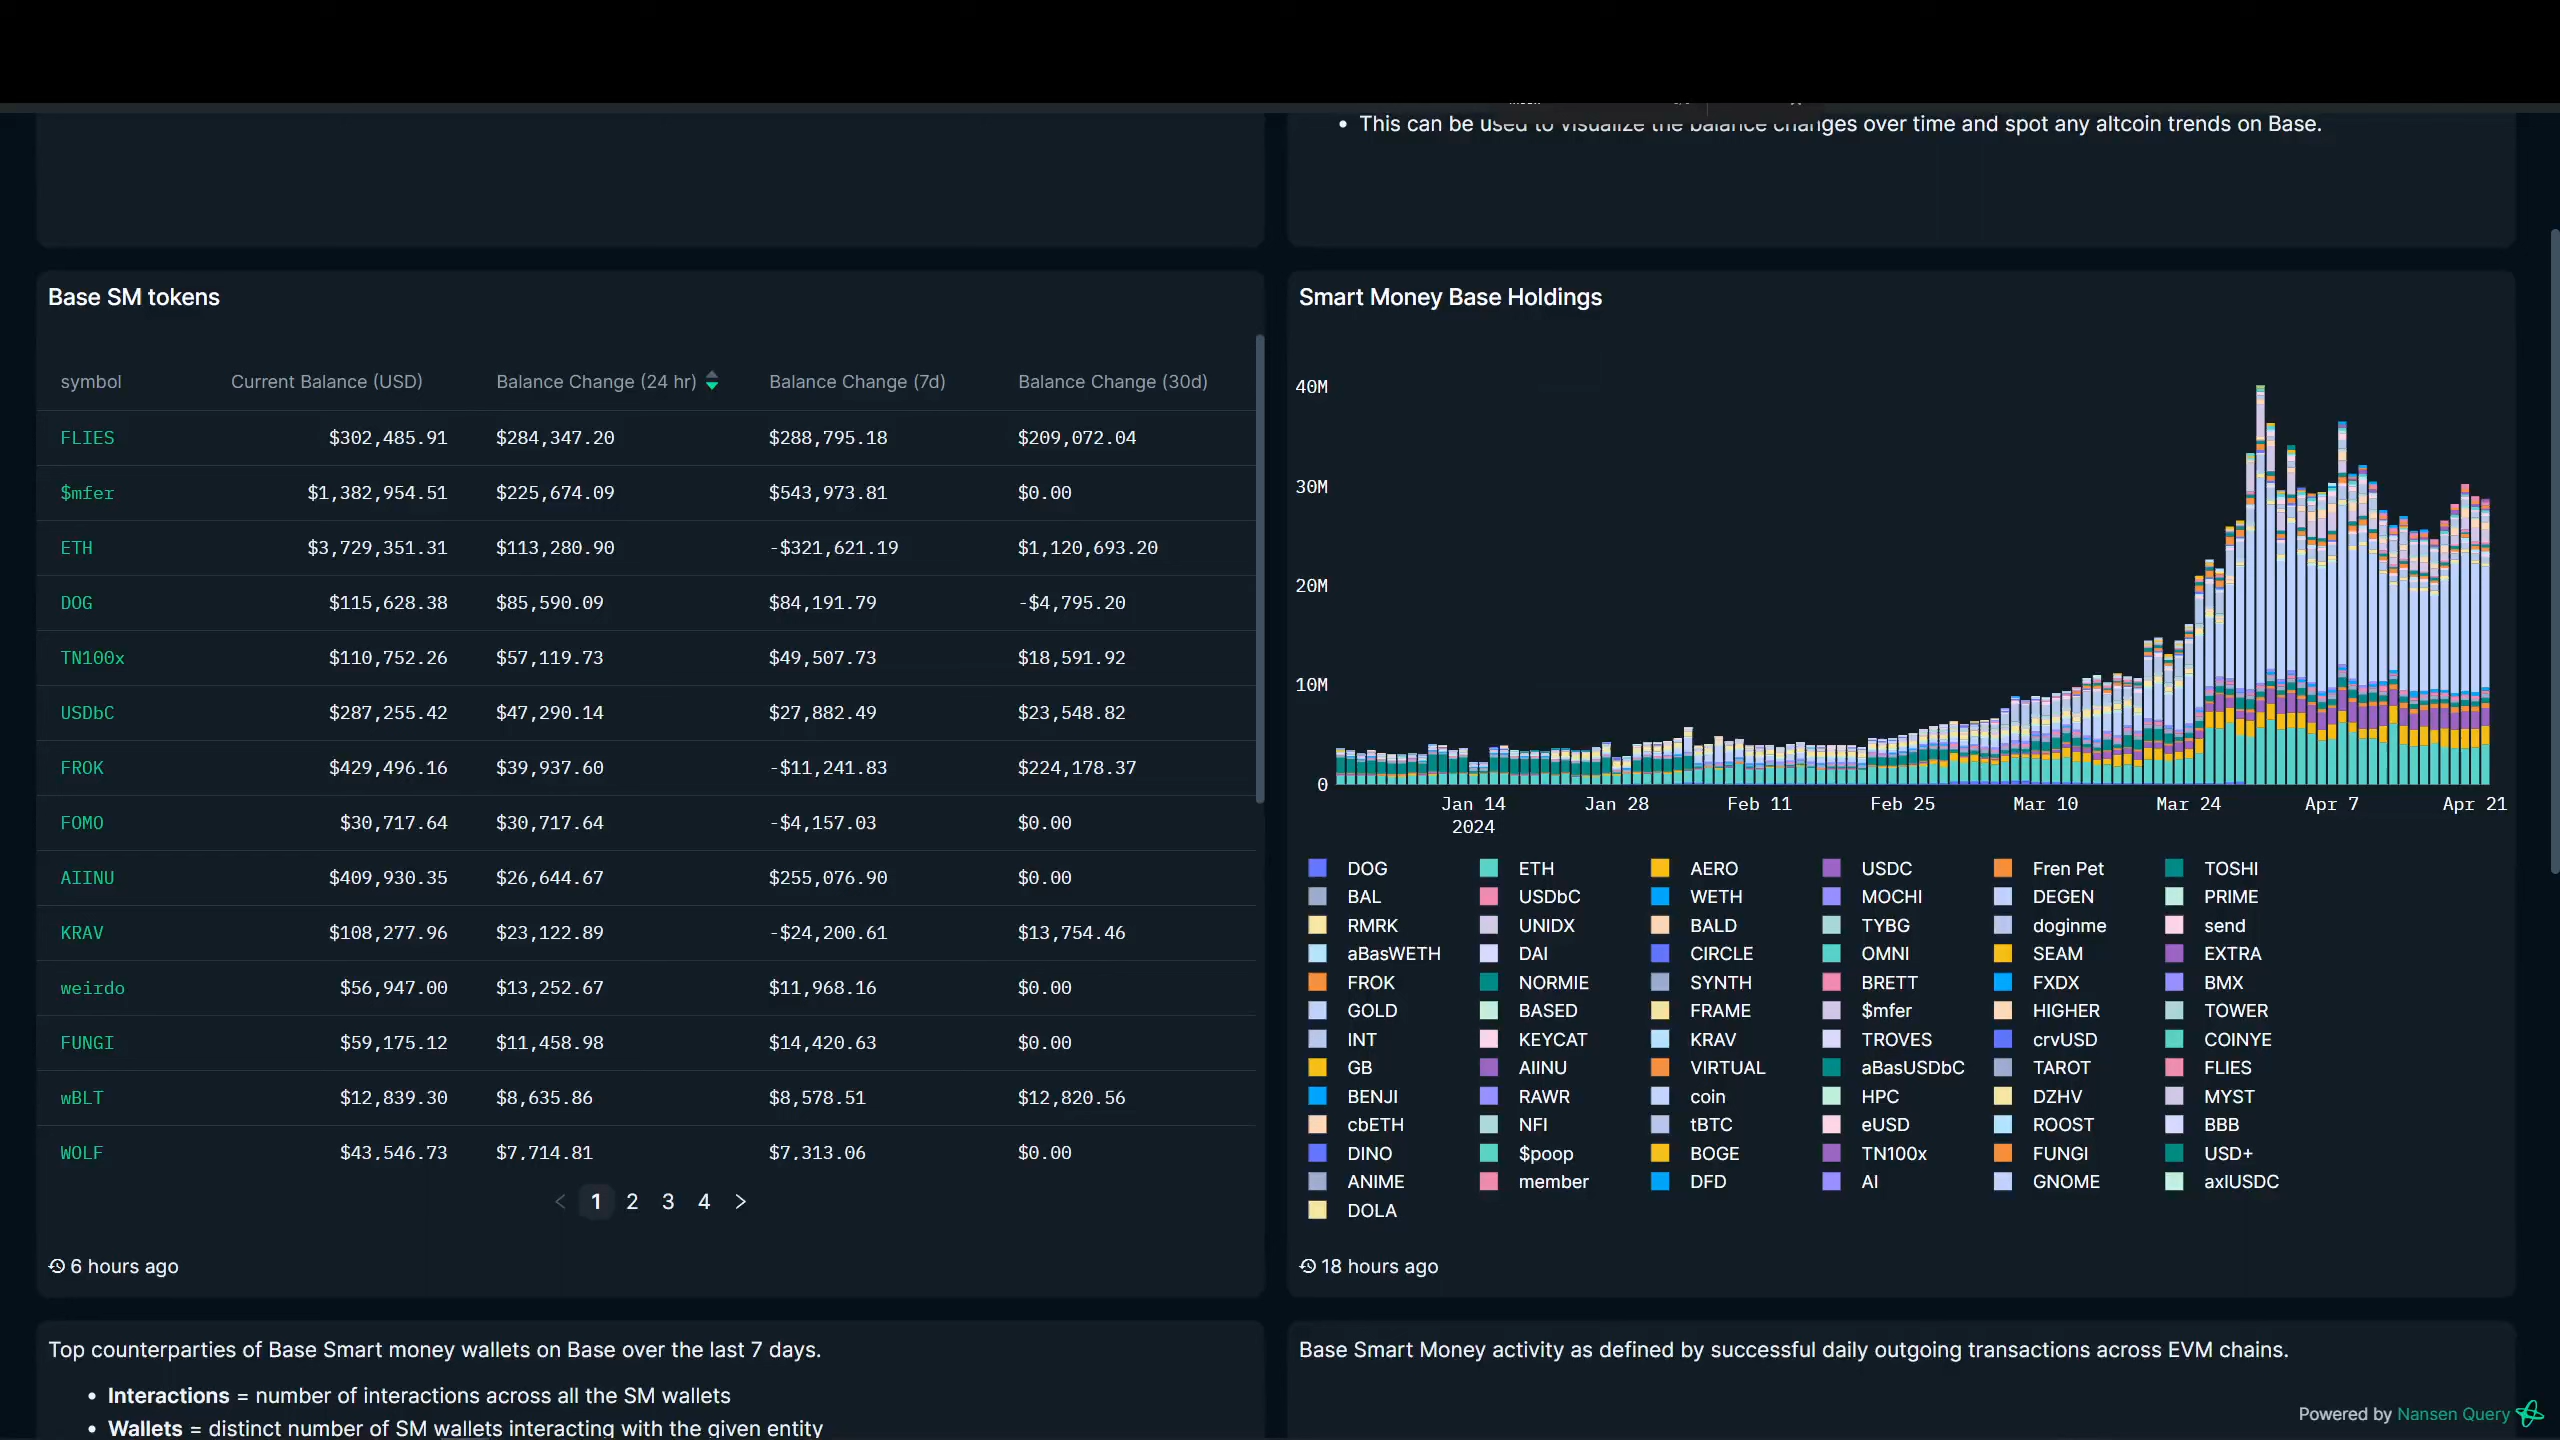 • This can be used to visualize the balance changes over time and spot any altcoin trends on Base.
Base SM tokens
symbol Current Balance (USD) Balance Change (24 hr) Balance Change (7d) Balance Change (30d)
FLIES $302,485.91 $284,347.20 $288,795.18 $209,072.04
$mfer $1,382,954.51 $225,674.09 $543,973.81 $0.00
ETH $3,729,351.31 $113,280.90 -$321,621.19 $1,120,693.20
DOG $115,628.38 $85,590.09 $84,191.79 -$4,795.20
TN100x $110,752.26 $57,119.73 $49,507.73 $18,591.92
USDbC $287,255.42 $47,290.14 $27,882.49 $23,548.82
FROK $429,496.16 $39,937.60 -$11,241.83 $224,178.37
FOMO $30,717.64 $30,717.64 -$4,157.03 $0.00
AIINU $409,930.35 $26,644.67 $255,076.90 $0.00
KRAV $108,277.96 $23,122.89 -$24,200.61 $13,754.46
weirdo $56,947.00 $13,252.67 $11,968.16 $0.00
FUNGI $59,175.12 $11,458.98 $14,420.63 $0.00
wBLT $12,839.30 $8,635.86 $8,578.51 $12,820.56
WOLF $43,546.73 $7,714.81 $7,313.06 $0.00
< 1 2 3 4 >
6 hours ago
Smart Money Base Holdings
40M
30M
20M
10M
0
Jan 14 Jan 28 Feb 11 Feb 25 Mar 10 Mar 24 Apr 7 Apr 21
2024
DOG ETH AERO USDC Fren Pet TOSHI
BAL USDbC WETH MOCHI DEGEN PRIME
RMRK UNIDX BALD TYBG doginme send
aBasWETH DAI CIRCLE OMNI SEAM EXTRA
FROK NORMIE SYNTH BRETT FXDX BMX
GOLD BASED FRAME $mfer HIGHER TOWER
INT KEYCAT KRAV TROVES crvUSD COINYE
GB AIINU VIRTUAL aBasUSDbC TAROT FLIES
BENJI RAWR coin HPC DZHV MYST
cbETH NFI tBTC eUSD ROOST BBB
DINO $poop BOGE TN100x FUNGI USD+
ANIME member DFD AI GNOME axlUSDC
DOLA
18 hours ago
Top counterparties of Base Smart money wallets on Base over the last 7 days.
• Interactions = number of interactions across all the SM wallets
• Wallets = distinct number of SM wallets interacting with the given entity
Base Smart Money activity as defined by successful daily outgoing transactions across EVM chains.
Powered by Nansen Query